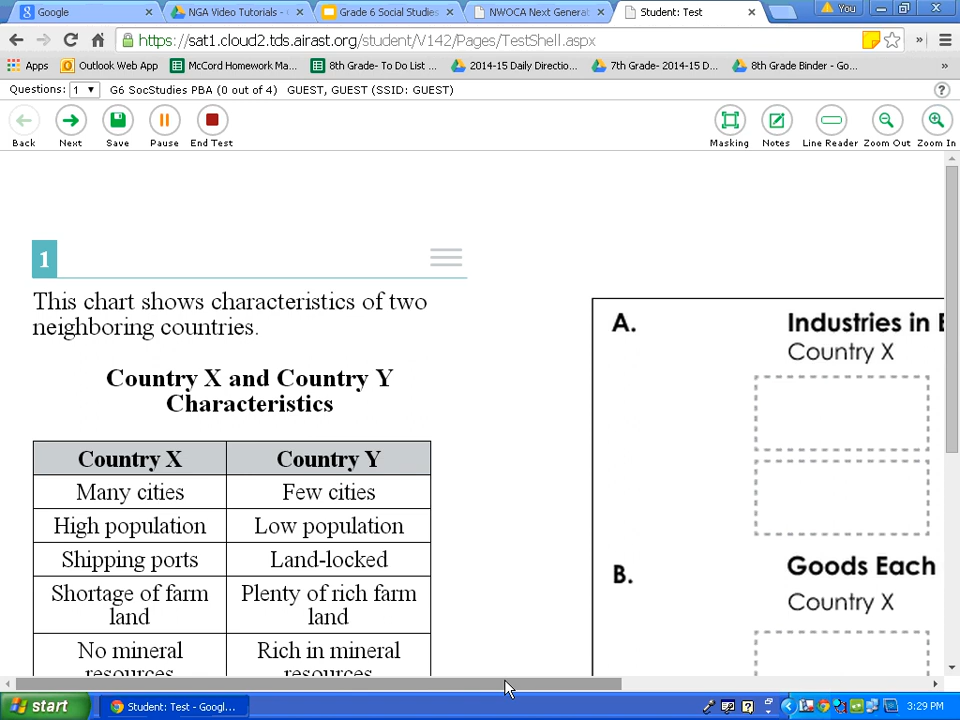 Google
NGA Video Tutorials -
Grade 6 Social Studies
NWOCA Next Generat
Student: Test
You
https://sat1.cloud2.tds.airast.org/student/V142/Pages/TestShell.aspx
Apps
Outlook Web App
McCord Homework Ma...
8th Grade- To Do List ...
2014-15 Daily Directio...
7th Grade- 2014-15 D...
8th Grade Binder - Go...
Questions: 1
G6 SocStudies PBA (0 out of 4)
GUEST, GUEST (SSID: GUEST)
Back
Next
Save
Pause
End Test
Masking
Notes
Line Reader
Zoom Out
Zoom In
1
This chart shows characteristics of two
neighboring countries.
Country X and Country Y
Characteristics
Country X
Country Y
Many cities
Few cities
High population
Low population
Shipping ports
Land-locked
Shortage of farm
land
Plenty of rich farm
land
No mineral
resources
Rich in mineral
resources
A.
Industries in E
Country X
B.
Goods Each
Country X
start
Student: Test - Googl...
3:29 PM